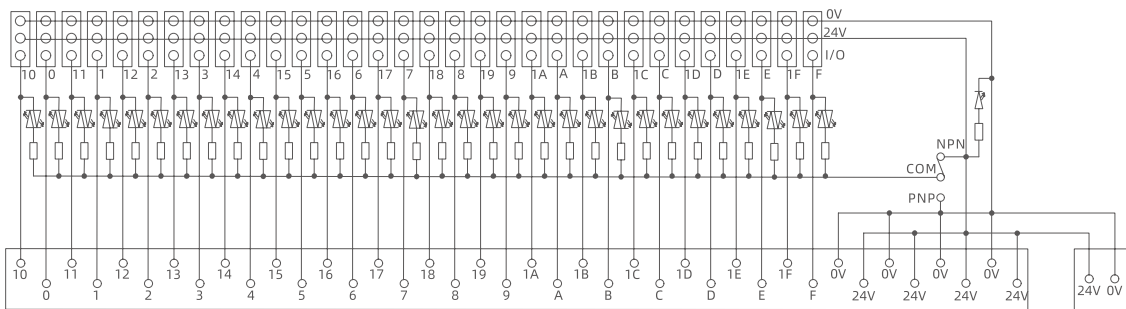 0V
24V
I/O
10 0 11 1 12 2 13 3 14 4 15 5 16 6 17 7 18 8 19 9 1A A 1B B 1C C 1D D 1E E 1F F
NPN
COM
PNP
10 11 12 13 14 15 16 17 18 19 1A 1B 1C 1D 1E 1F 0V 0V 0V 0V
0 1 2 3 4 5 6 7 8 9 A B C D E F 24V 24V 24V 24V 24V 0V